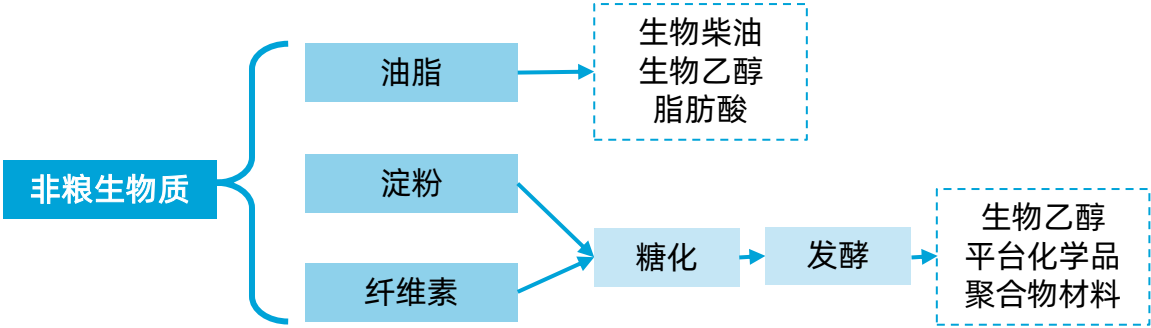 非粮生物质
油脂
生物柴油
生物乙醇
脂肪酸
淀粉
纤维素
糖化
发酵
生物乙醇
平台化学品
聚合物材料